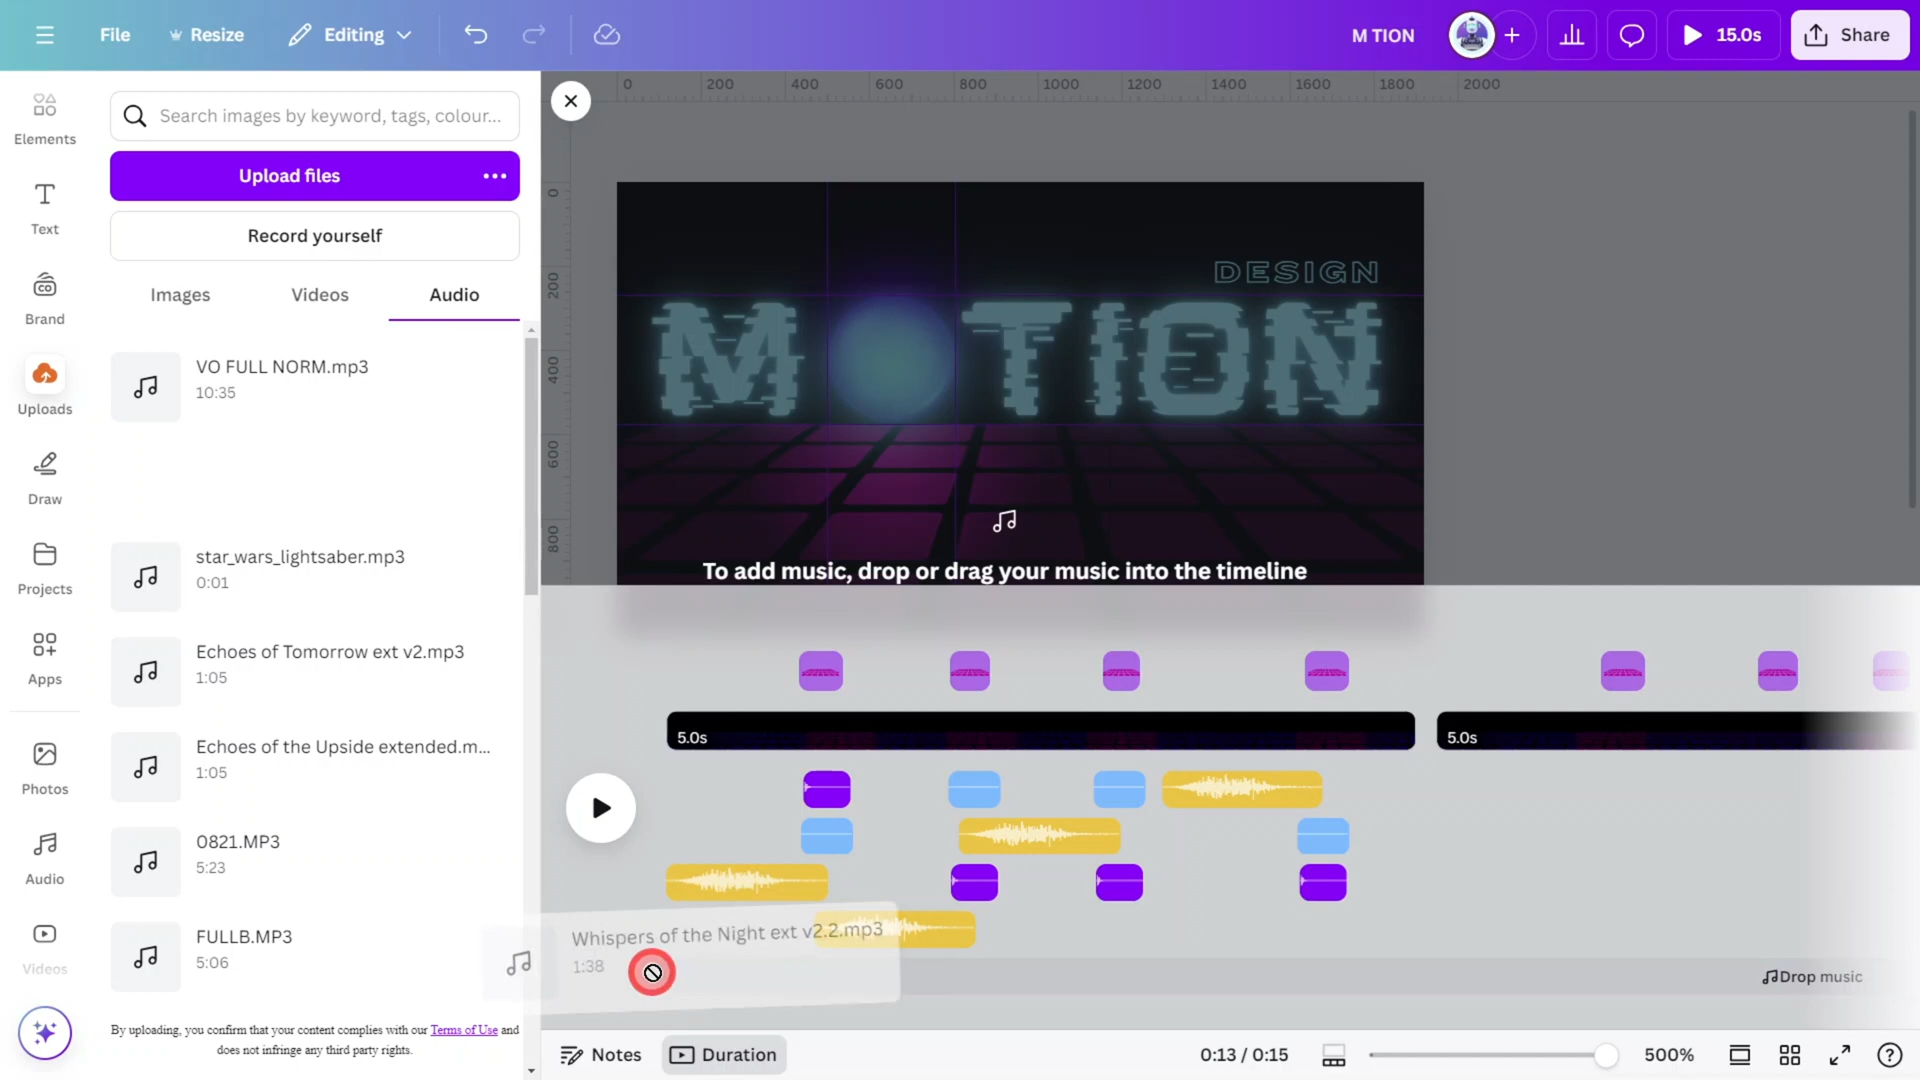 File
Resize
Editing
M TION
15.0s
Share
Elements
Text
Brand
Uploads
Draw
Projects
Apps
Photos
Audio
Videos
Search images by keyword, tags, colour...
Upload files
Record yourself
Images
Videos
Audio
VO FULL NORM.mp3
10:35
star_wars_lightsaber.mp3
0:01
Echoes of Tomorrow ext v2.mp3
1:05
Echoes of the Upside extended.m...
1:05
0821.MP3
5:23
FULLB.MP3
5:06
By uploading, you confirm that your content complies with our Terms of Use and
does not infringe any third party rights.
0 200 400 600 800 1000 1200 1400 1600 1800 2000
0
200
400
600
800
DESIGN
M TION
To add music, drop or drag your music into the timeline
5.0s
5.0s
Whispers of the Night ext v2.2.mp3
1:38
Drop music
Notes
Duration
0:13 / 0:15
500%